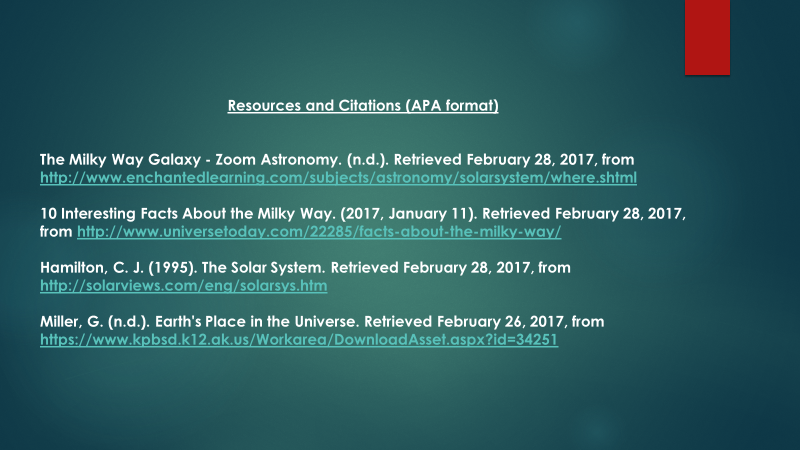 Resources and Citations (APA format)
The Milky Way Galaxy - Zoom Astronomy. (n.d.). Retrieved February 28, 2017, from
http://www.enchantedlearning.com/subjects/astronomy/solarsystem/where.shtml
10 Interesting Facts About the Milky Way. (2017, January 11). Retrieved February 28, 2017,
from http://www.universetoday.com/22285/facts-about-the-milky-way/
Hamilton, C. J. (1995). The Solar System. Retrieved February 28, 2017, from
http://solarviews.com/eng/solarsys.htm
Miller, G. (n.d.). Earth's Place in the Universe. Retrieved February 26, 2017, from
https://www.kpbsd.k12.ak.us/Workarea/DownloadAsset.aspx?id=34251